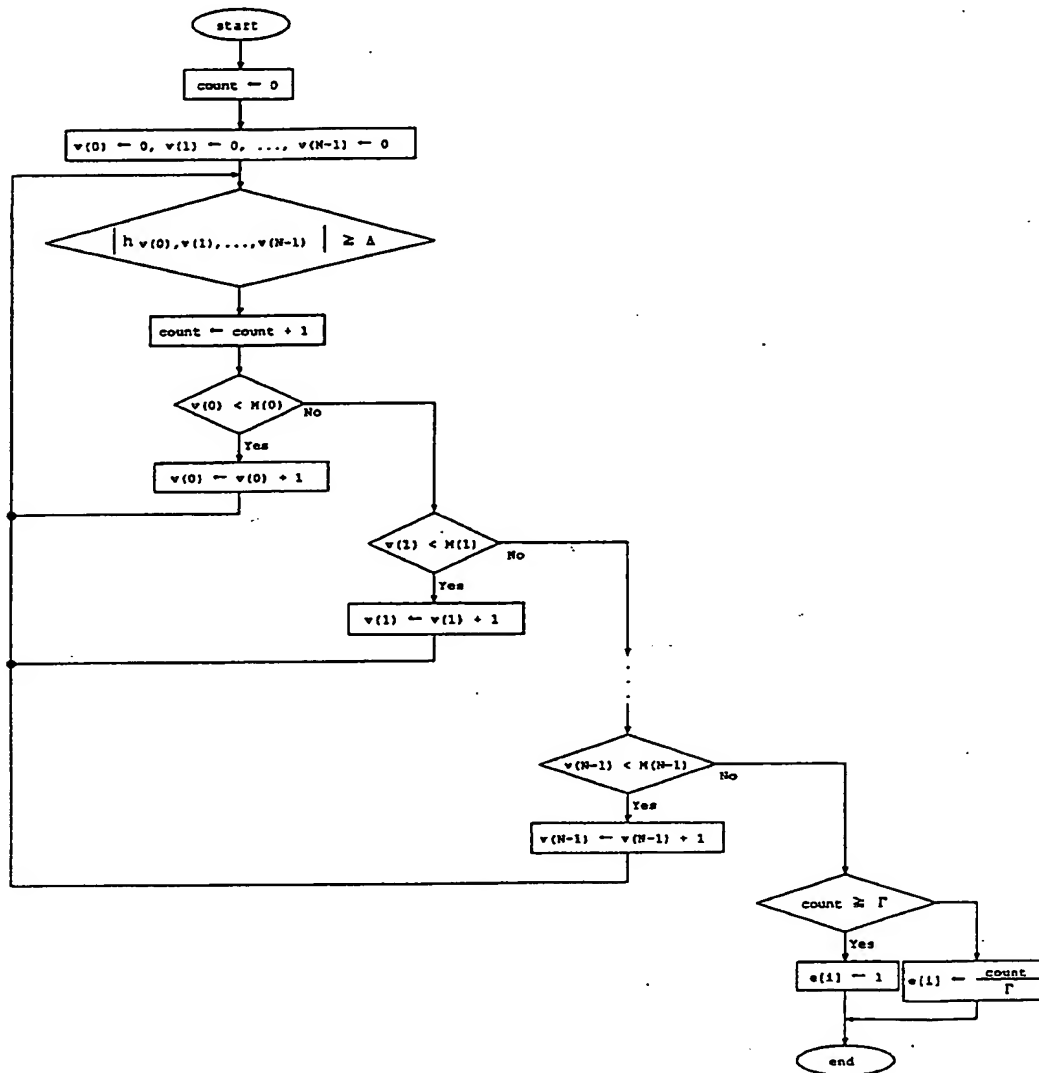 start
count ← 0
v(0) ← 0, v(1) ← 0, ..., v(N-1) ← 0
| h v(0),v(1),...,v(N-1) | ≧ Δ
count ← count + 1
v(0) < M(0)
No
Yes
v(0) ← v(0) + 1
v(1) < M(1)
No
Yes
v(1) ← v(1) + 1
v(N-1) < M(N-1)
No
Yes
v(N-1) ← v(N-1) + 1
count ≧ Γ
Yes
e[i] ← 1
e[i] ← count
Γ
end